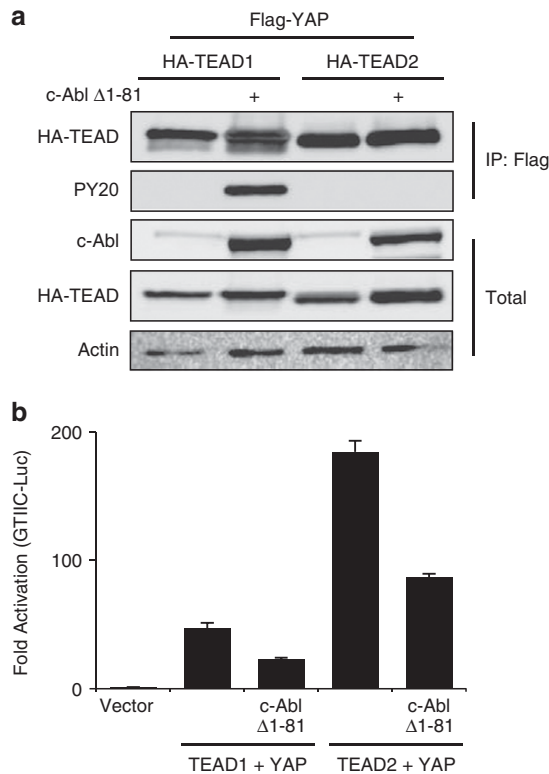 a
Flag-YAP
HA-TEAD1 HA-TEAD2
c-Abl Δ1-81 + +
HA-TEAD
IP: Flag
PY20
c-Abl
HA-TEAD
Total
Actin
b
200
100
0
Fold Activation (GTIIC-Luc)
Vector c-Abl c-Abl
Δ1-81 Δ1-81
TEAD1 + YAP TEAD2 + YAP